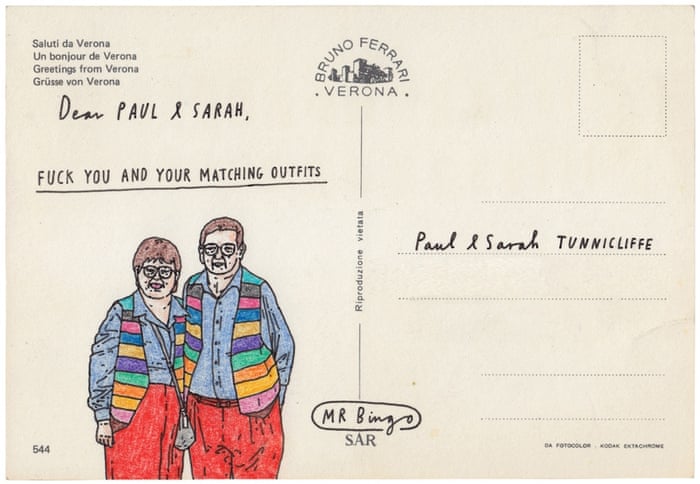 Saluti da Verona
Un bonjour de Verona
Greetings from Verona
Grüsse von Verona
Dear PAUL & SARAH,
FUCK YOU AND YOUR MATCHING OUTFITS
544
BRUNO FERRARI
. VERONA .
Riproduzione vietata
MR Bingo
SAR
Paul & Sarah TUNNICLIFFE
DA FOTOCOLOR . KODAK EKTACHROME